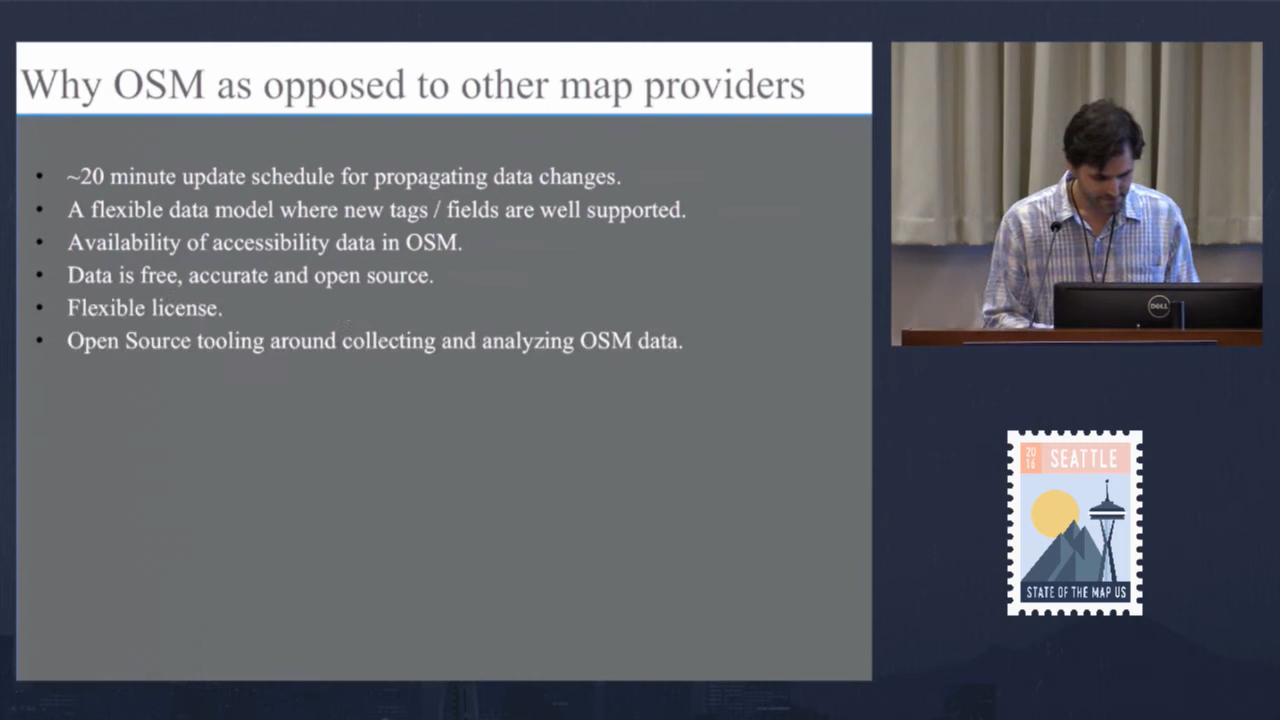 Why OSM as opposed to other map providers
• ~20 minute update schedule for propagating data changes.
• A flexible data model where new tags / fields are well supported.
• Availability of accessibility data in OSM.
• Data is free, accurate and open source.
• Flexible license.
• Open Source tooling around collecting and analyzing OSM data.
DELL
20
16
SEATTLE
STATE OF THE MAP US